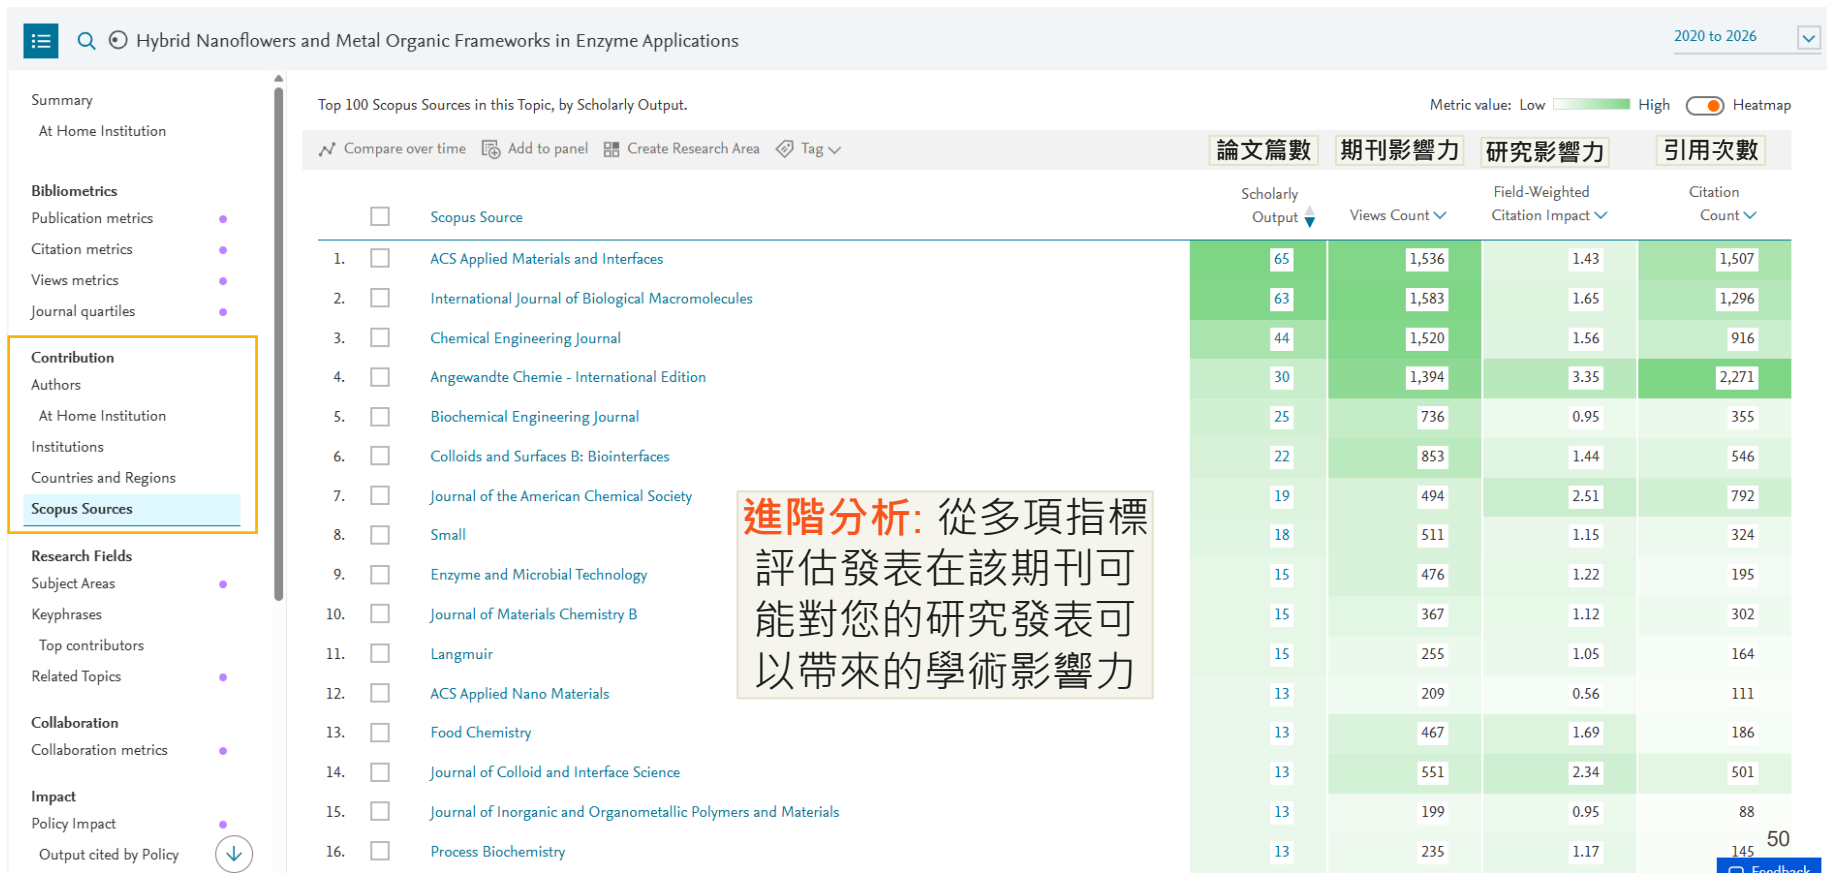 Hybrid Nanoflowers and Metal Organic Frameworks in Enzyme Applications
2020 to 2026
Summary
At Home Institution
Bibliometrics
Publication metrics
Citation metrics
Views metrics
Journal quartiles
Contribution
Authors
At Home Institution
Institutions
Countries and Regions
Scopus Sources
Research Fields
Subject Areas
Keyphrases
Top contributors
Related Topics
Collaboration
Collaboration metrics
Impact
Policy Impact
Output cited by Policy
Top 100 Scopus Sources in this Topic, by Scholarly Output.
Metric value: Low High Heatmap
Compare over time Add to panel Create Research Area Tag
論文篇數 期刊影響力 研究影響力 引用次數
Scopus Source
Scholarly
Output
Views Count
Field-Weighted
Citation Impact
Citation
Count
1. ACS Applied Materials and Interfaces 65 1,536 1.43 1,507
2. International Journal of Biological Macromolecules 63 1,583 1.65 1,296
3. Chemical Engineering Journal 44 1,520 1.56 916
4. Angewandte Chemie - International Edition 30 1,394 3.35 2,271
5. Biochemical Engineering Journal 25 736 0.95 355
6. Colloids and Surfaces B: Biointerfaces 22 853 1.44 546
7. Journal of the American Chemical Society 19 494 2.51 792
8. Small 18 511 1.15 324
9. Enzyme and Microbial Technology 15 476 1.22 195
10. Journal of Materials Chemistry B 15 367 1.12 302
11. Langmuir 15 255 1.05 164
12. ACS Applied Nano Materials 13 209 0.56 111
13. Food Chemistry 13 467 1.69 186
14. Journal of Colloid and Interface Science 13 551 2.34 501
15. Journal of Inorganic and Organometallic Polymers and Materials 13 199 0.95 88
16. Process Biochemistry 13 235 1.17 145
進階分析: 從多項指標
評估發表在該期刊可
能對您的研究發表可
以帶來的學術影響力
50
Feedback